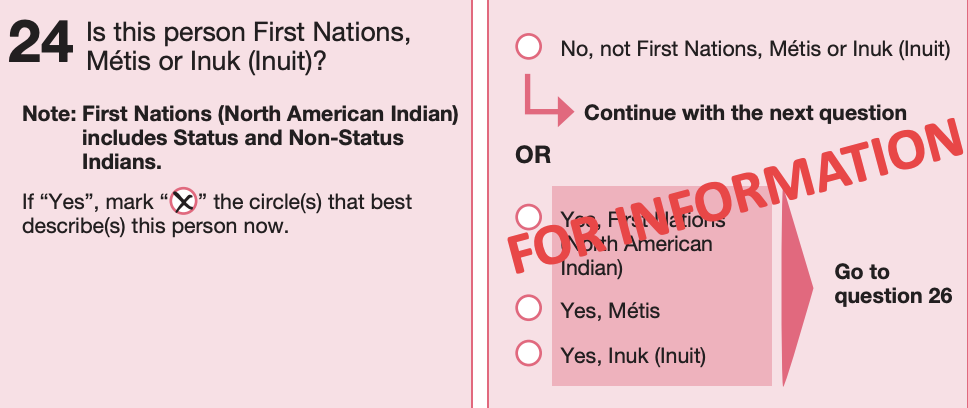 24 Is this person First Nations,
Métis or Inuk (Inuit)?
Note: First Nations (North American Indian)
includes Status and Non-Status
Indians.
If “Yes”, mark “⊗” the circle(s) that best
describe(s) this person now.
No, not First Nations, Métis or Inuk (Inuit)
Continue with the next question
OR
Yes, First Nations
(North American
Indian)
Yes, Métis
Yes, Inuk (Inuit)
Go to
question 26
FOR INFORMATION